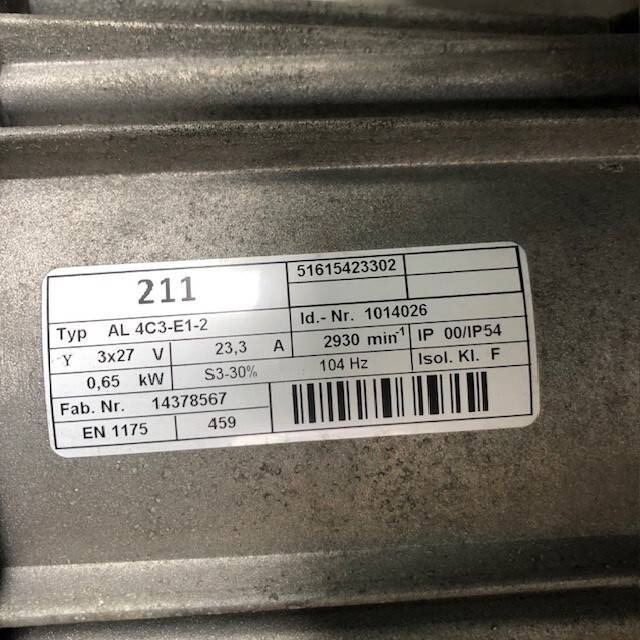 211
51615423302
Typ AL 4C3-E1-2
Id.- Nr. 1014026
Y 3x27 V 23,3 A 2930 min-1 IP 00/IP54
0,65 kW S3-30% 104 Hz Isol. Kl. F
Fab. Nr. 14378567
EN 1175 459